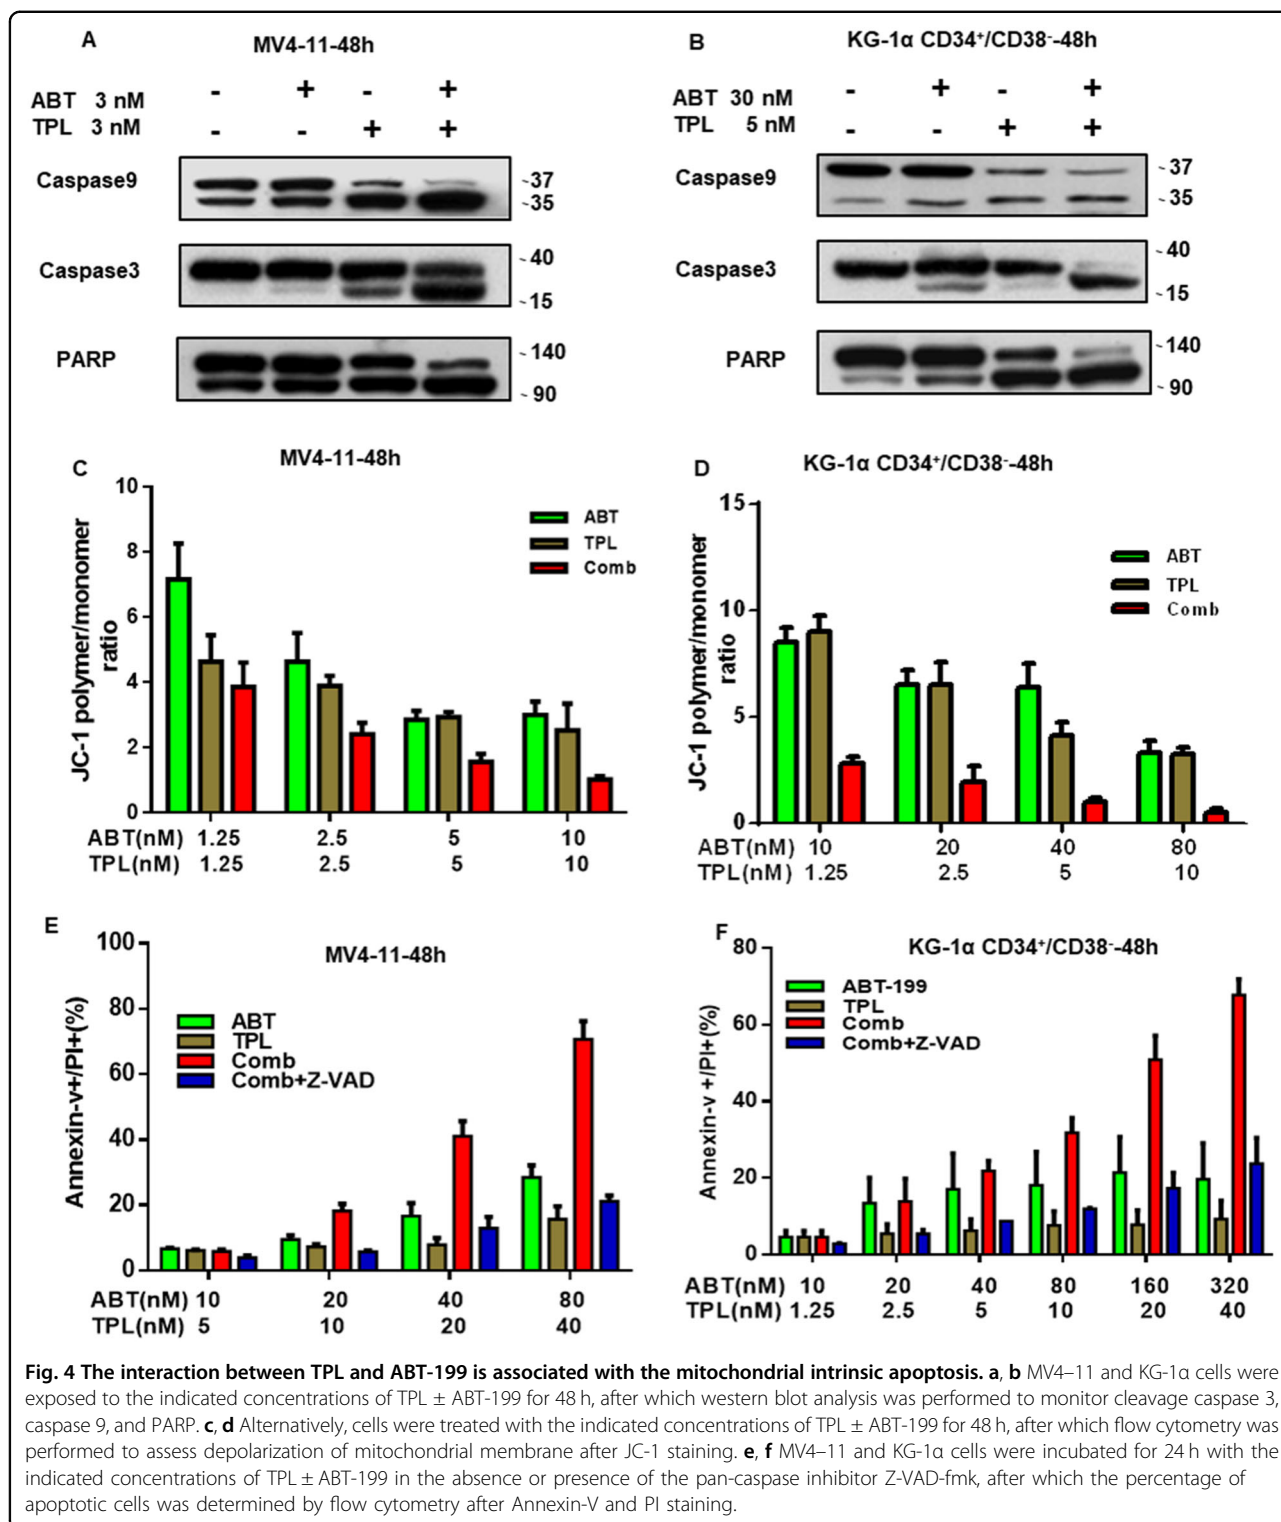 A
MV4-11-48h
ABT 3 nM - + - +
TPL 3 nM - - + +
Caspase9
-37
-35
Caspase3
-40
-15
PARP
-140
-90
B
KG-1α CD34⁺/CD38⁻-48h
ABT 30 nM - + - +
TPL 5 nM - - + +
Caspase9
-37
-35
Caspase3
-40
-15
PARP
-140
-90
C
MV4-11-48h
JC-1 polymer/monomer
ratio
10
8
6
4
2
0
ABT
TPL
Comb
ABT(nM) 1.25 2.5 5 10
TPL(nM) 1.25 2.5 5 10
D
KG-1α CD34⁺/CD38⁻-48h
JC-1 polymer/monomer
ratio
15
10
5
0
ABT
TPL
Comb
ABT(nM) 10 20 40 80
TPL(nM) 1.25 2.5 5 10
E
MV4-11-48h
Annexin-v+/PI+(%)
100
80
60
40
20
0
ABT
TPL
Comb
Comb+Z-VAD
ABT(nM) 10 20 40 80
TPL(nM) 5 10 20 40
F
KG-1α CD34⁺/CD38⁻-48h
Annexin-v +/PI+(%)
80
60
40
20
0
ABT-199
TPL
Comb
Comb+Z-VAD
ABT(nM) 10 20 40 80 160 320
TPL(nM) 1.25 2.5 5 10 20 40
Fig. 4 The interaction between TPL and ABT-199 is associated with the mitochondrial intrinsic apoptosis. a, b MV4–11 and KG-1α cells were
exposed to the indicated concentrations of TPL ± ABT-199 for 48 h, after which western blot analysis was performed to monitor cleavage caspase 3,
caspase 9, and PARP. c, d Alternatively, cells were treated with the indicated concentrations of TPL ± ABT-199 for 48 h, after which flow cytometry was
performed to assess depolarization of mitochondrial membrane after JC-1 staining. e, f MV4–11 and KG-1α cells were incubated for 24 h with the
indicated concentrations of TPL ± ABT-199 in the absence or presence of the pan-caspase inhibitor Z-VAD-fmk, after which the percentage of
apoptotic cells was determined by flow cytometry after Annexin-V and PI staining.